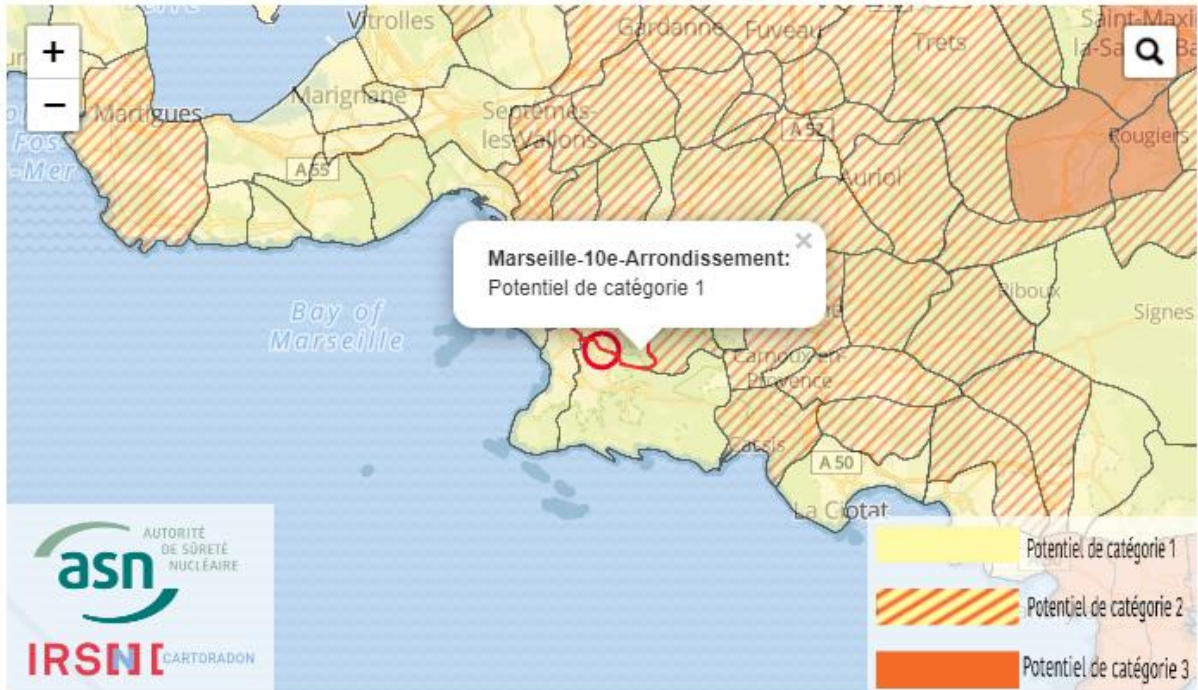 Vitrolles
Gardanne
Fuveau
Trets
Saint-Maxi
la-Sa
Ba
+
−
Martigues
Marignane
Septèmes-
les-Vallons
A 52
Rougiers
Fos-
-Mer
A 55
Auriol
Marseille-10e-Arrondissement: ×
Potentiel de catégorie 1
Bay of
Marseille
Riboux
Signes
Carnoux-en-
Provence
Cassis
A 50
La Ciotat
AUTORITÉ
DE SÛRETÉ
NUCLÉAIRE
asn
IRSN
CARTORADON
Potentiel de catégorie 1
Potentiel de catégorie 2
Potentiel de catégorie 3